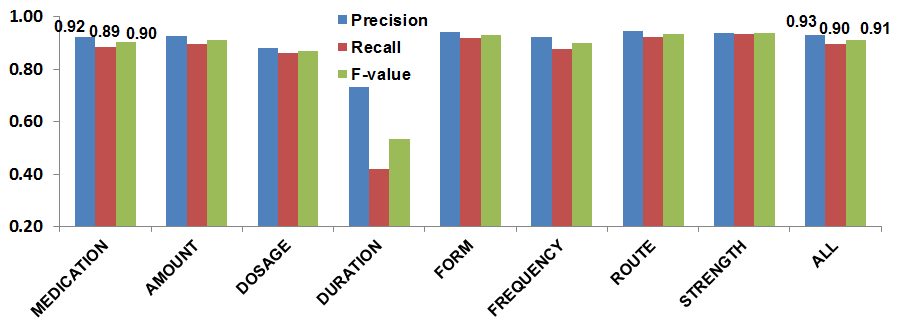 1.00
0.80
0.60
0.40
0.20
0.92
0.89
0.90
Precision
Recall
F-value
0.93
0.90
0.91
MEDICATION
AMOUNT
DOSAGE
DURATION
FORM
FREQUENCY
ROUTE
STRENGTH
ALL